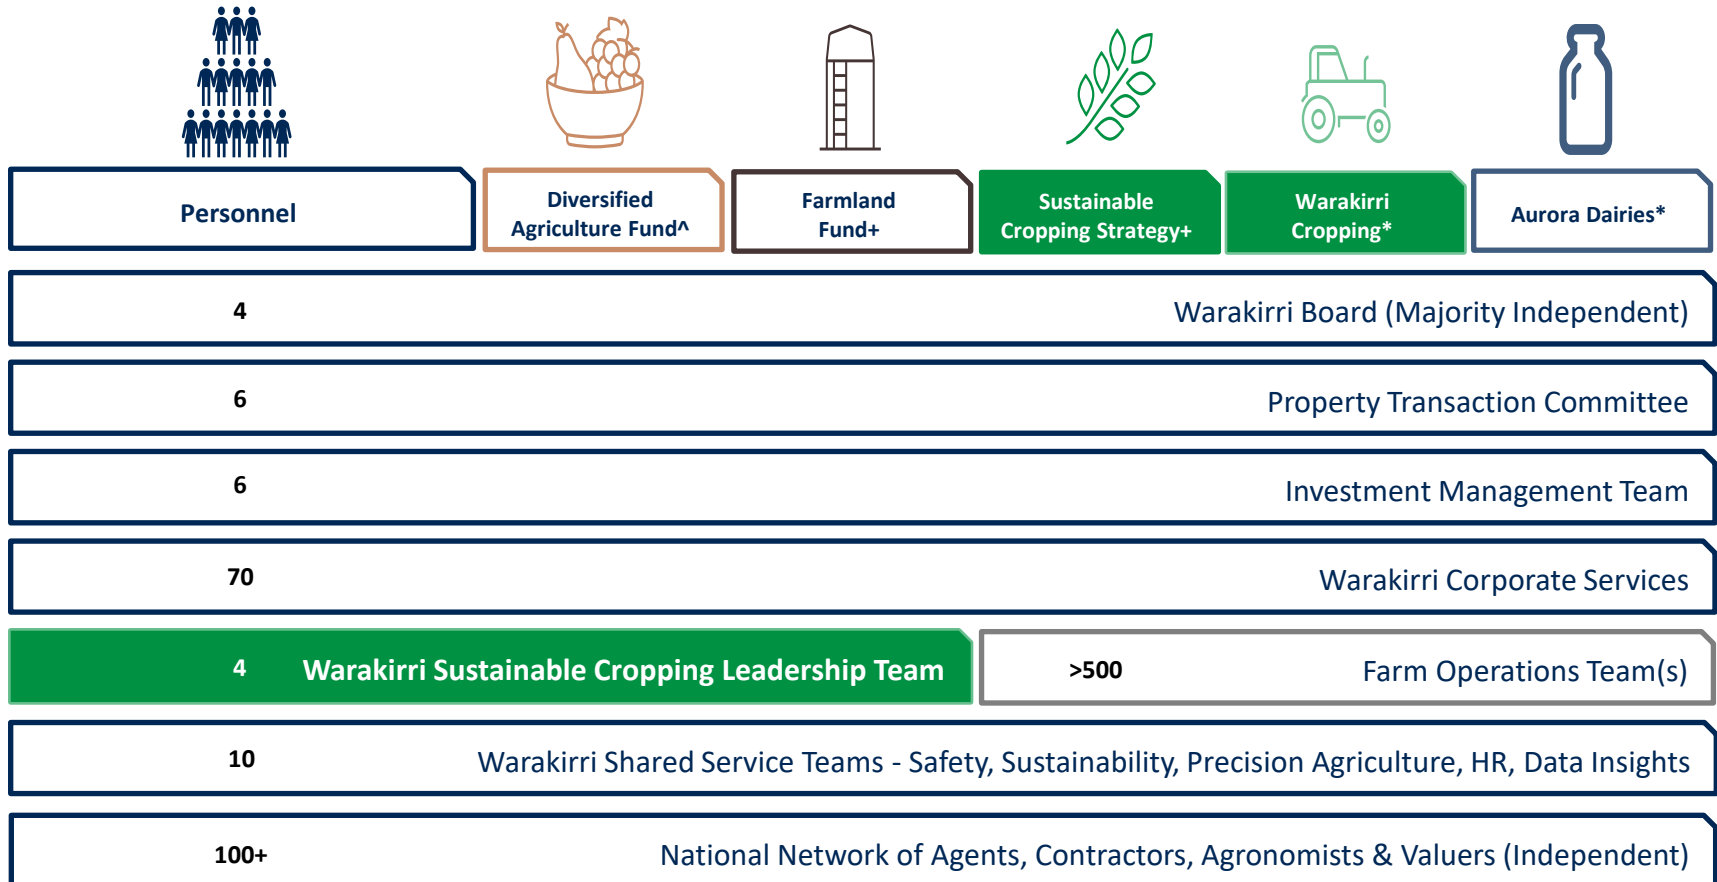 Personnel
Diversified
Agriculture Fund^
Farmland
Fund+
Sustainable
Cropping Strategy+
Warakirri
Cropping*
Aurora Dairies*
4 Warakirri Board (Majority Independent)
6 Property Transaction Committee
6 Investment Management Team
70 Warakirri Corporate Services
4 Warakirri Sustainable Cropping Leadership Team
>500 Farm Operations Team(s)
10 Warakirri Shared Service Teams - Safety, Sustainability, Precision Agriculture, HR, Data Insights
100+ National Network of Agents, Contractors, Agronomists & Valuers (Independent)